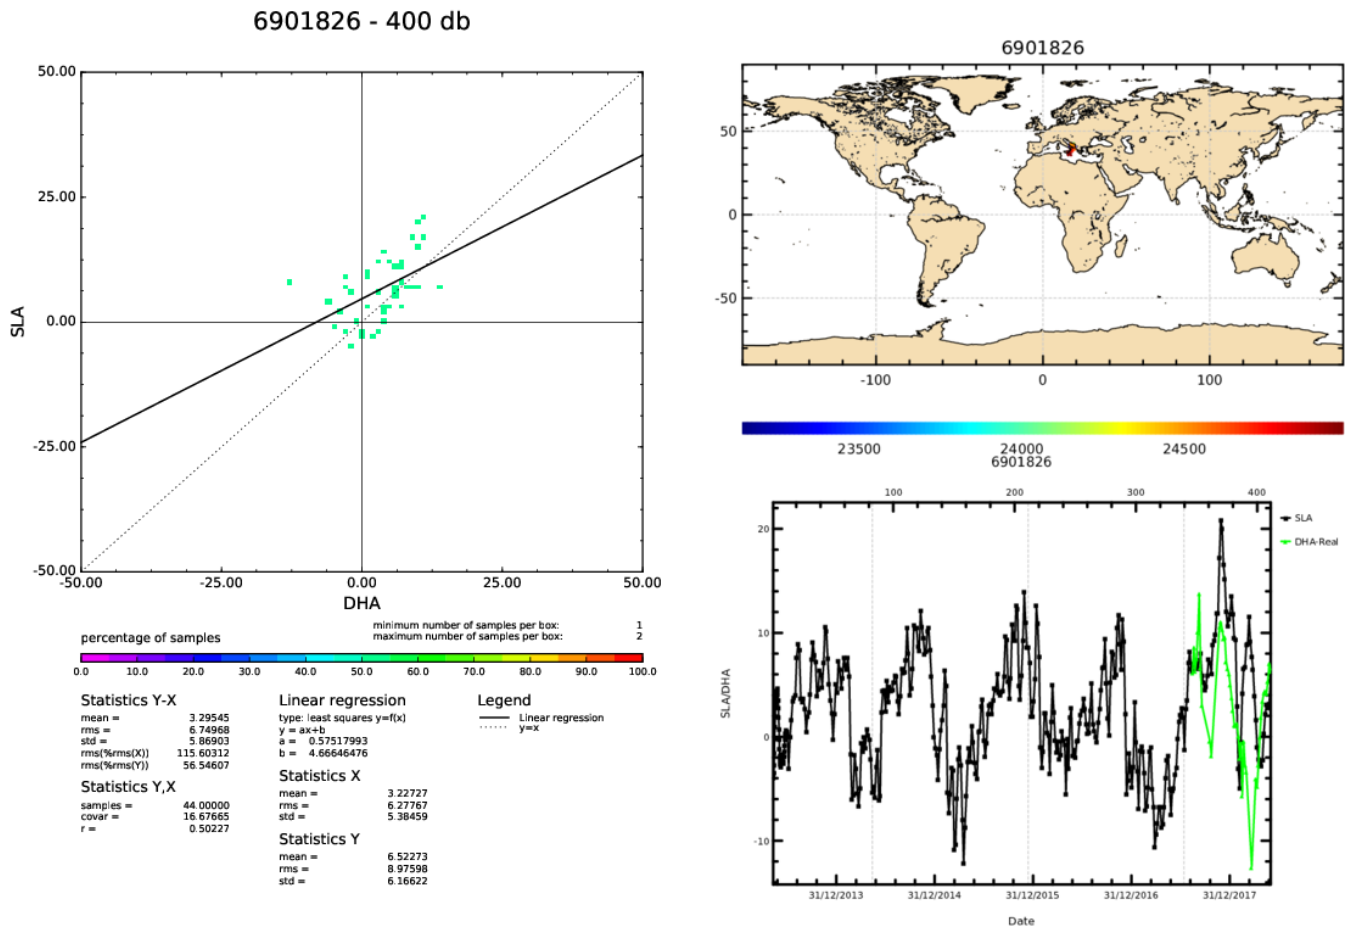 6901826 - 400 db
50.00
25.00
0.00
-25.00
-50.00
SLA
-50.00 -25.00 0.00 25.00 50.00
DHA
percentage of samples
minimum number of samples per box: 1
maximum number of samples per box: 2
0.0 10.0 20.0 30.0 40.0 50.0 60.0 70.0 80.0 90.0 100.0
Statistics Y-X
mean = 3.29545
rms = 6.74968
std = 5.86903
rms(%rms(X)) 115.60312
rms(%rms(Y)) 56.54607
Statistics Y,X
samples = 44.00000
covar = 16.67665
r = 0.50227
Linear regression
type: least squares y=f(x)
y = ax+b
a = 0.57517993
b = 4.66646476
Statistics X
mean = 3.22727
rms = 6.27767
std = 5.38459
Statistics Y
mean = 6.52273
rms = 8.97598
std = 6.16622
Legend
Linear regression
y=x
6901826
50
0
-50
-100 0 100
23500 24000 24500
6901826
100 200 300 400
20
10
0
-10
SLA/DHA
31/12/2013 31/12/2014 31/12/2015 31/12/2016 31/12/2017
Date
SLA
DHA-Real